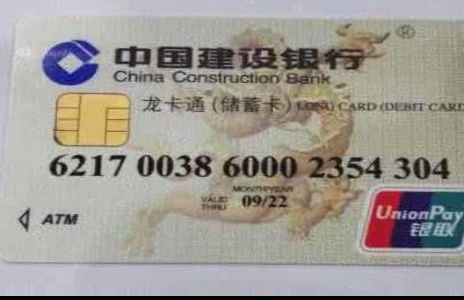 ®
中国建设银行
China Construction Bank
龙卡通(储蓄卡) LONG CARD (DEBIT CARD
6217 0038 6000 2354 304
MONTH/YEAR
VALID THRU 09/22
ATM
UnionPay
银联